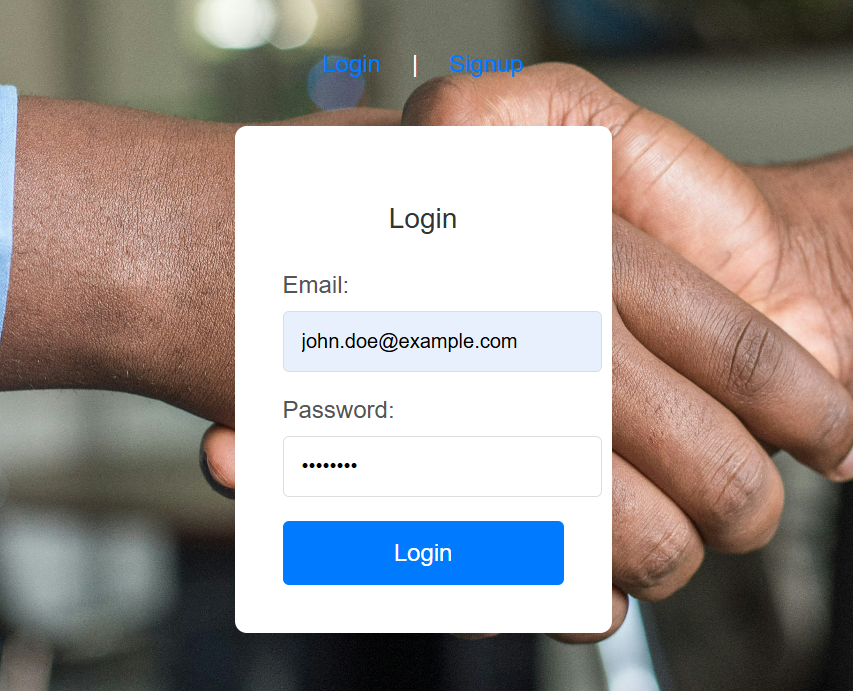 Login | Signup
Login
Email:
john.doe@example.com
Password:
••••••••
Login